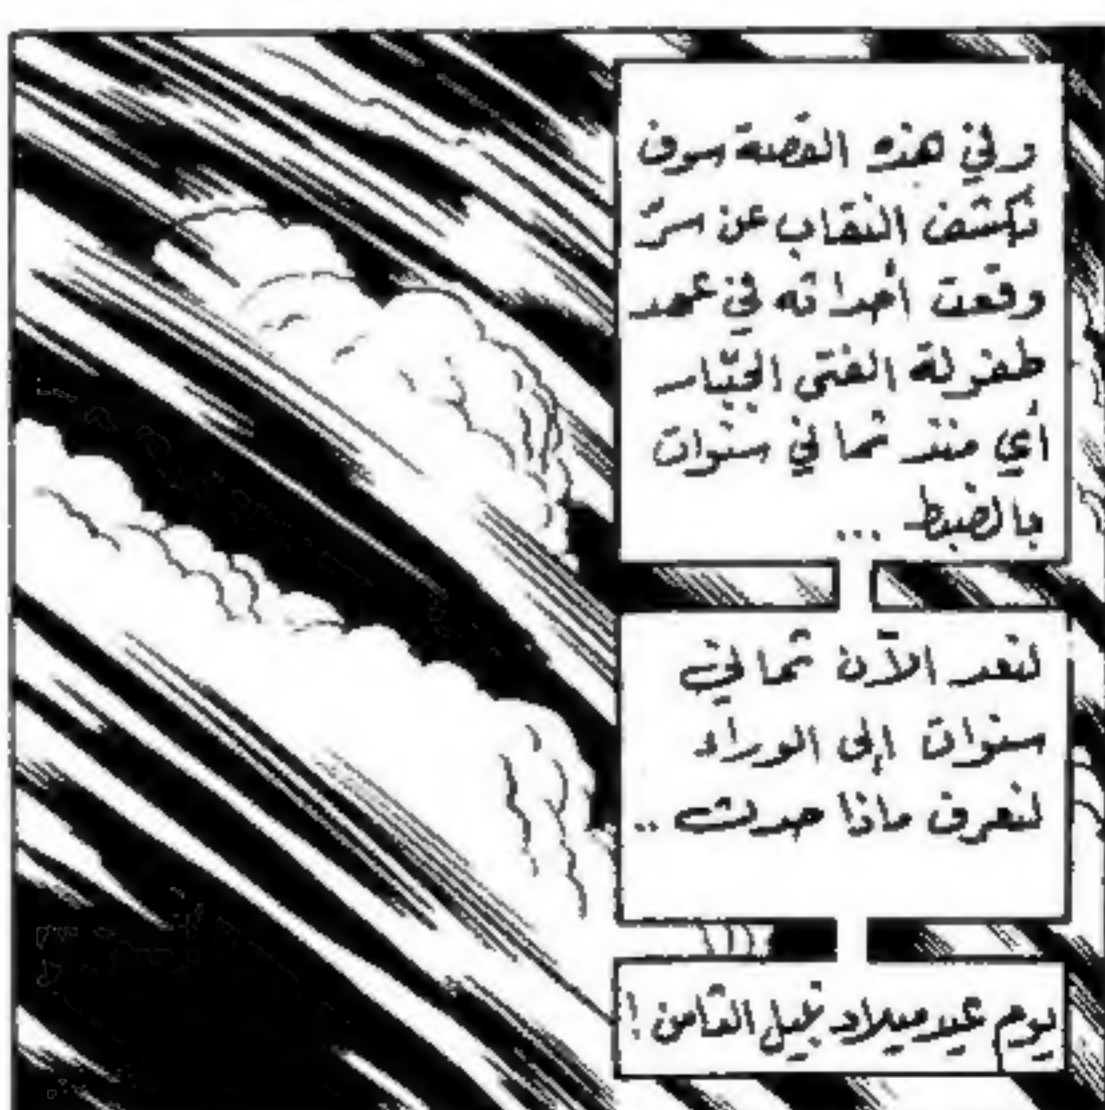 وفي هذه القصة سوف
نكشف النقاب عن سرّ
وقعت أحداثه في عهد
طفولة الفتى الجبّار
أي منذ ثماني سنوات
بالضبط ...
لنعد الآن ثماني
سنوات إلى الوراء
لنعرف ماذا حدث ..
يوم عيد ميلاد نبيل الثامن !